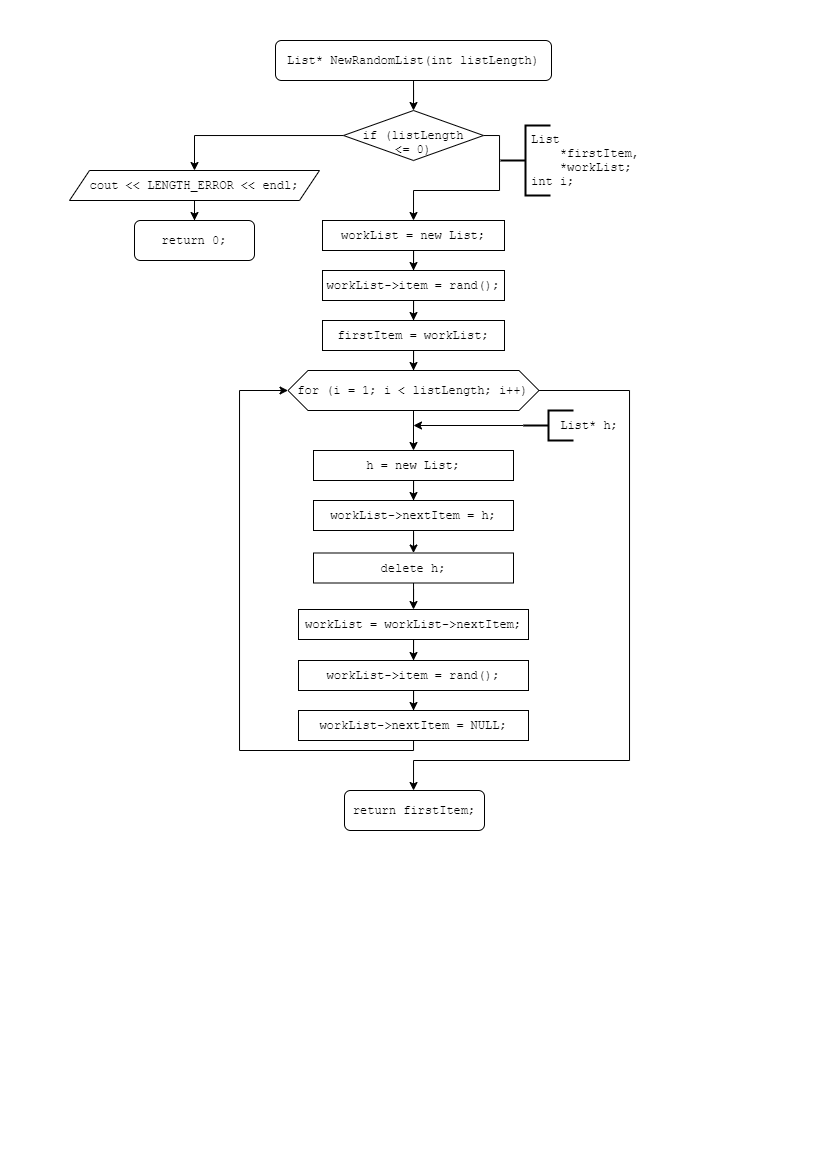 List* NewRandomList(int listLength)
if (listLength
<= 0)
List
*firstItem,
*workList;
int i;
cout << LENGTH_ERROR << endl;
return 0;
workList = new List;
workList->item = rand();
firstItem = workList;
for (i = 1; i < listLength; i++)
List* h;
h = new List;
workList->nextItem = h;
delete h;
workList = workList->nextItem;
workList->item = rand();
workList->nextItem = NULL;
return firstItem;